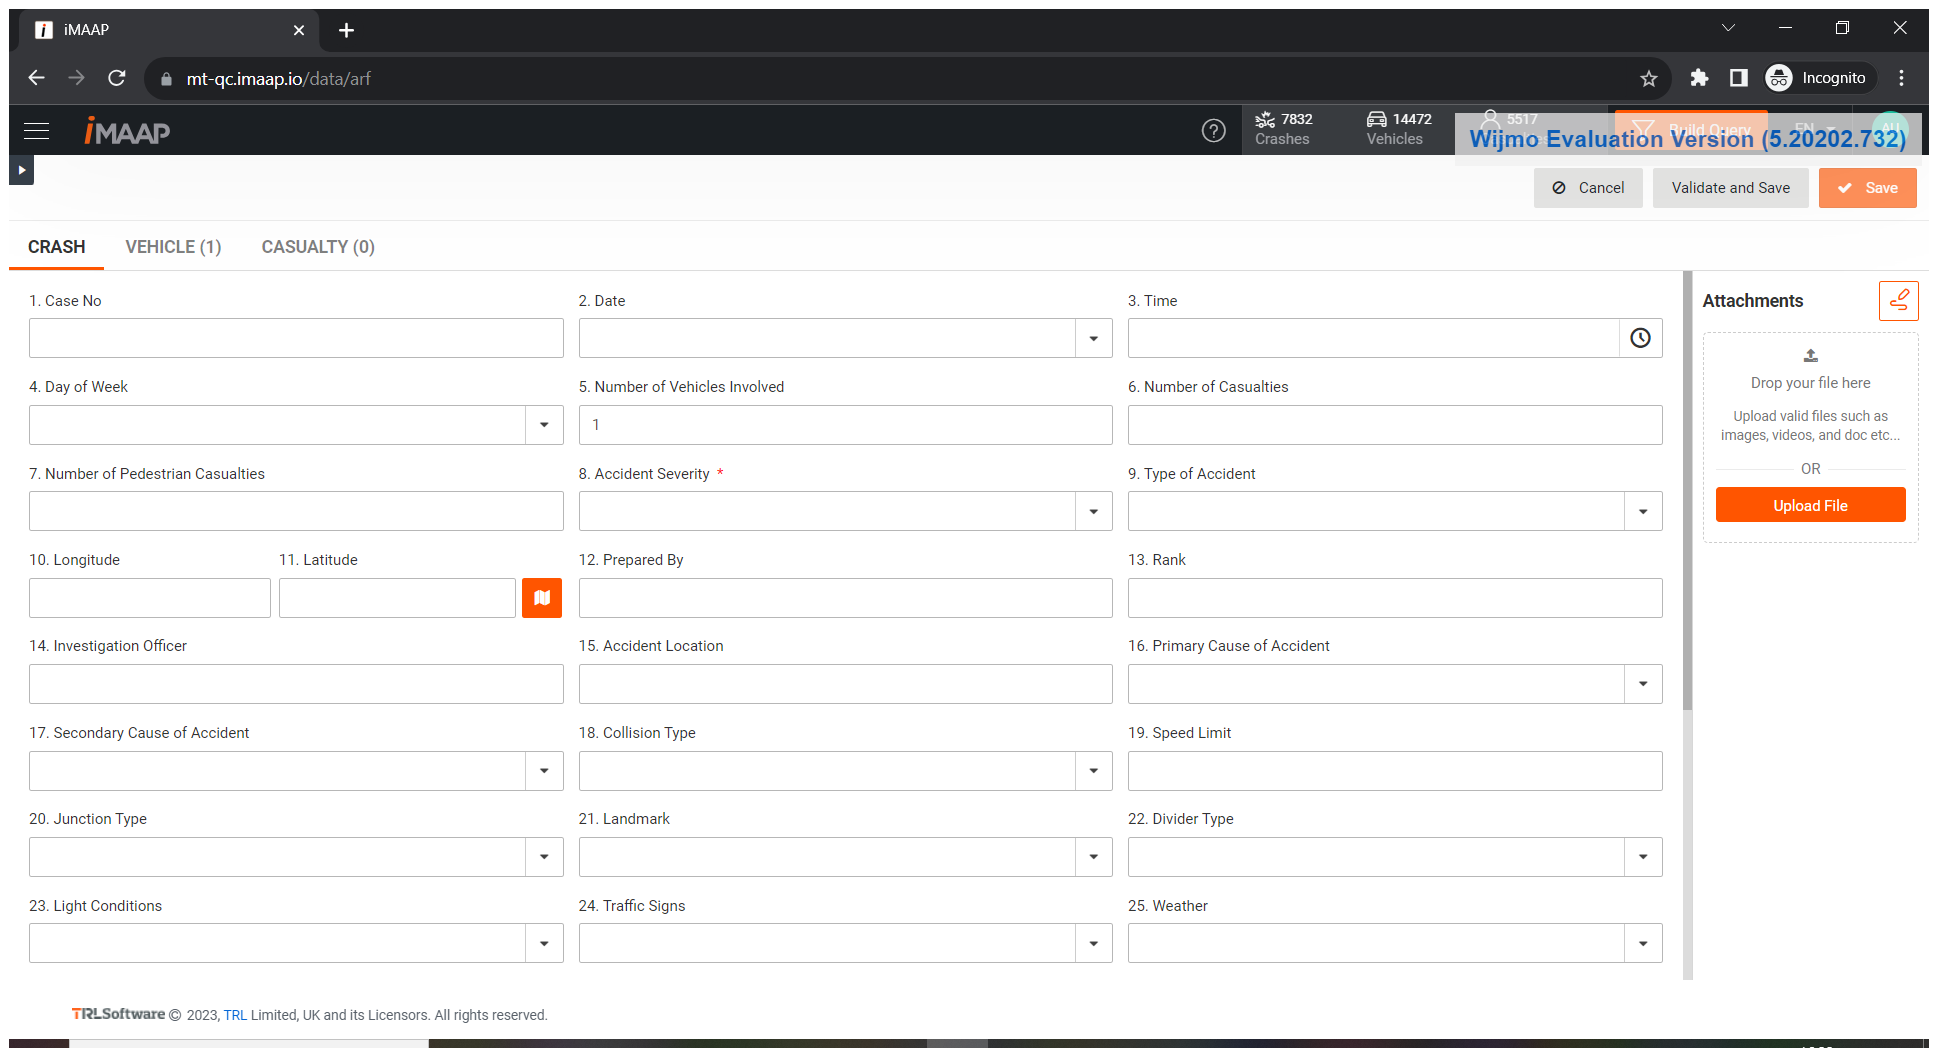 iMAAP
mt-qc.imaap.io/data/arf
Incognito
iMAAP
7832
Crashes
14472
Vehicles
5517
Build Query
EN
AU
Wijmo Evaluation Version (5.20202.732)
Cancel
Validate and Save
Save
CRASH
VEHICLE (1)
CASUALTY (0)
1. Case No
2. Date
3. Time
4. Day of Week
5. Number of Vehicles Involved
1
6. Number of Casualties
7. Number of Pedestrian Casualties
8. Accident Severity *
9. Type of Accident
10. Longitude
11. Latitude
12. Prepared By
13. Rank
14. Investigation Officer
15. Accident Location
16. Primary Cause of Accident
17. Secondary Cause of Accident
18. Collision Type
19. Speed Limit
20. Junction Type
21. Landmark
22. Divider Type
23. Light Conditions
24. Traffic Signs
25. Weather
Attachments
Drop your file here
Upload valid files such as
images, videos, and doc etc...
OR
Upload File
TRLSoftware © 2023, TRL Limited, UK and its Licensors. All rights reserved.